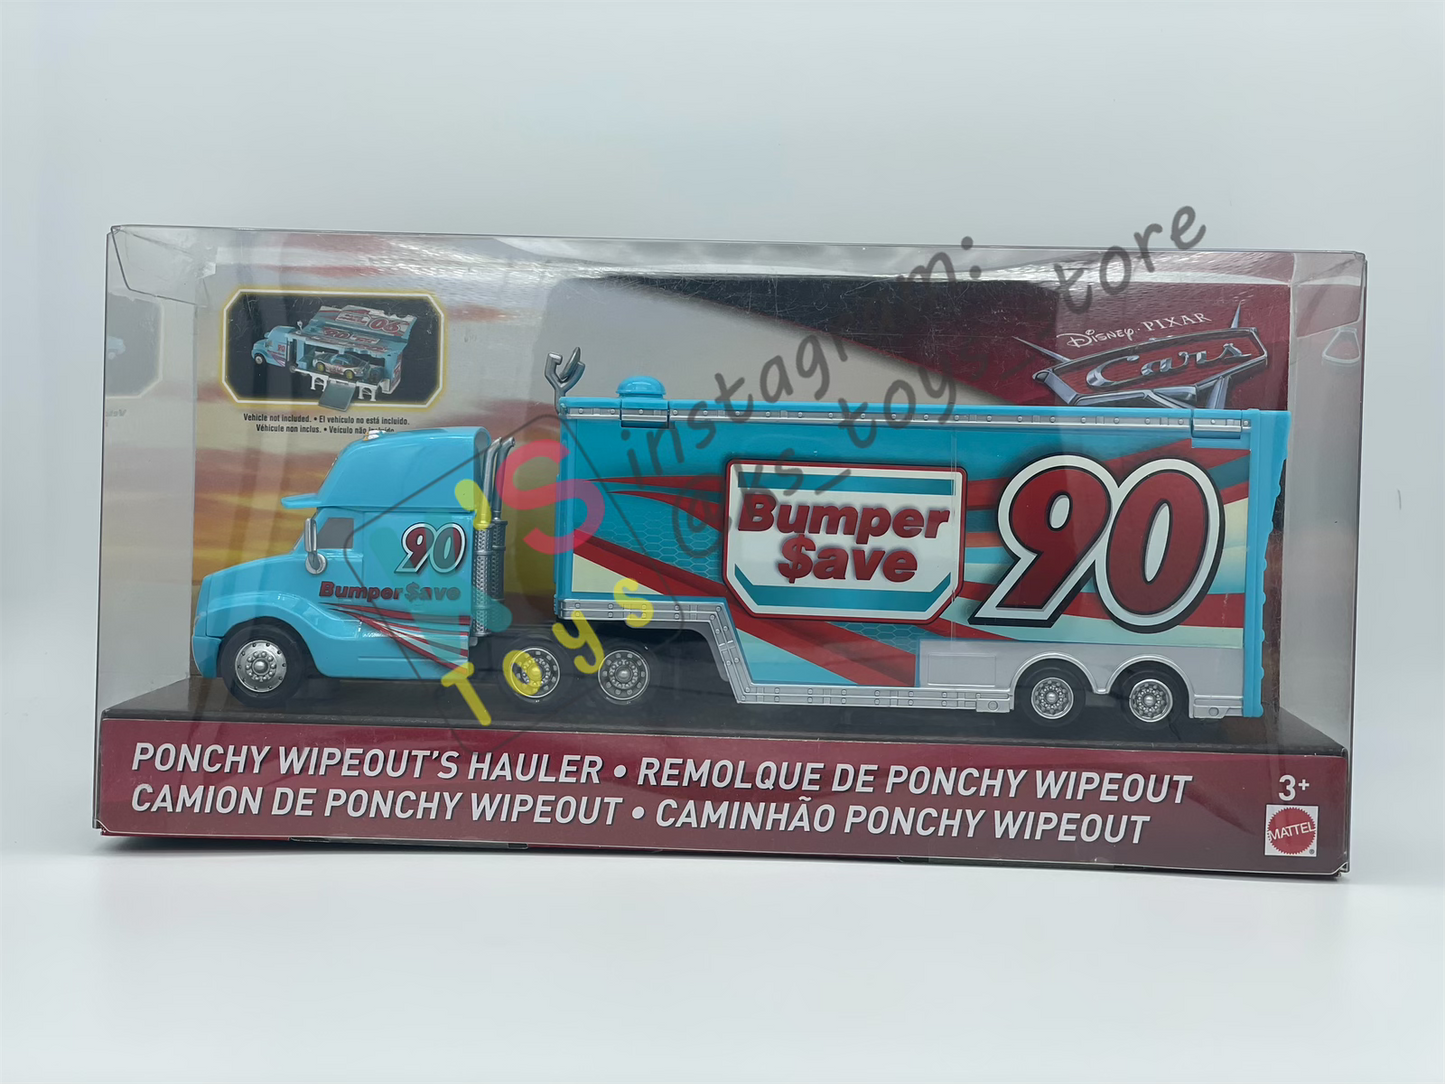 instagram:
@ks_toys_store
K'S
Toys
Disney · PIXAR
Cars
90
Vehicle not included. • El vehículo no está incluido.
Véhicule non inclus. • Veículo não incluído.
90
Bumper $ave
Bumper
$ave
90
PONCHY WIPEOUT'S HAULER • REMOLQUE DE PONCHY WIPEOUT
CAMION DE PONCHY WIPEOUT • CAMINHÃO PONCHY WIPEOUT
3+
MATTEL